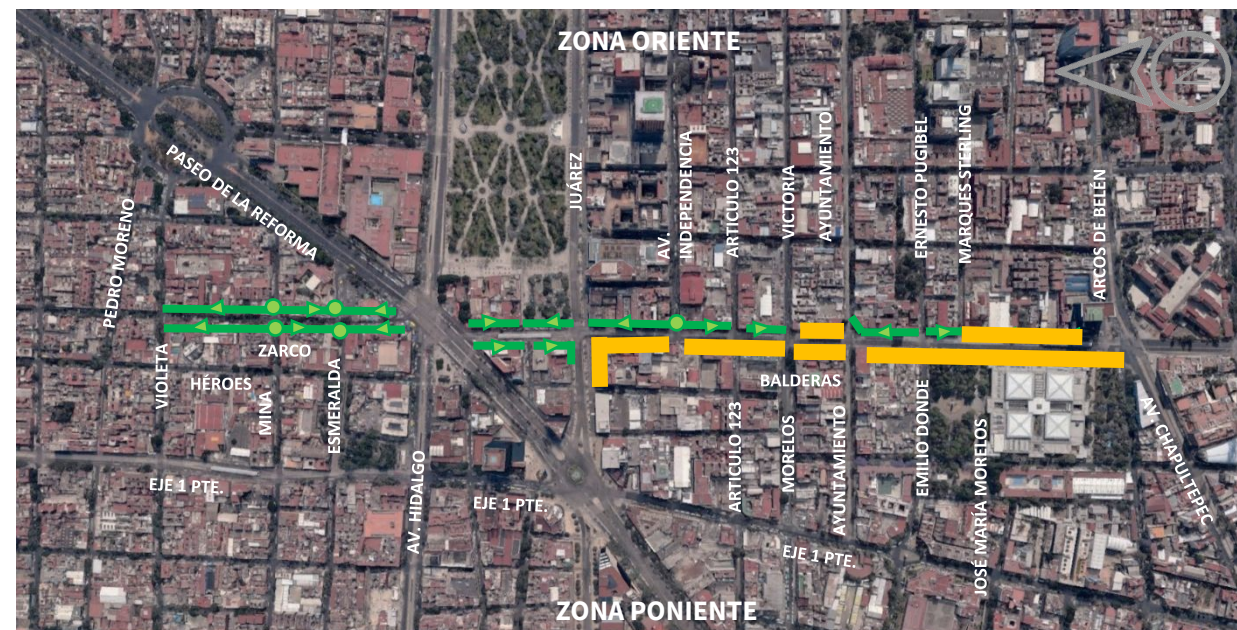 ZONA ORIENTE
PASEO DE LA REFORMA
PEDRO MORENO
JUÁREZ
AV.
INDEPENDENCIA
ARTICULO 123
VICTORIA
AYUNTAMIENTO
ERNESTO PUGIBEL
MARQUES STERLING
ARCOS DE BELÉN
N
VIOLETA
HÉROES
ZARCO
MINA
ESMERALDA
BALDERAS
ARTICULO 123
MORELOS
AYUNTAMIENTO
EMILIO DONDE
JOSÉ MARÍA MORELOS
AV. CHAPULTEPEC
EJE 1 PTE.
AV. HIDALGO
EJE 1 PTE.
EJE 1 PTE.
ZONA PONIENTE